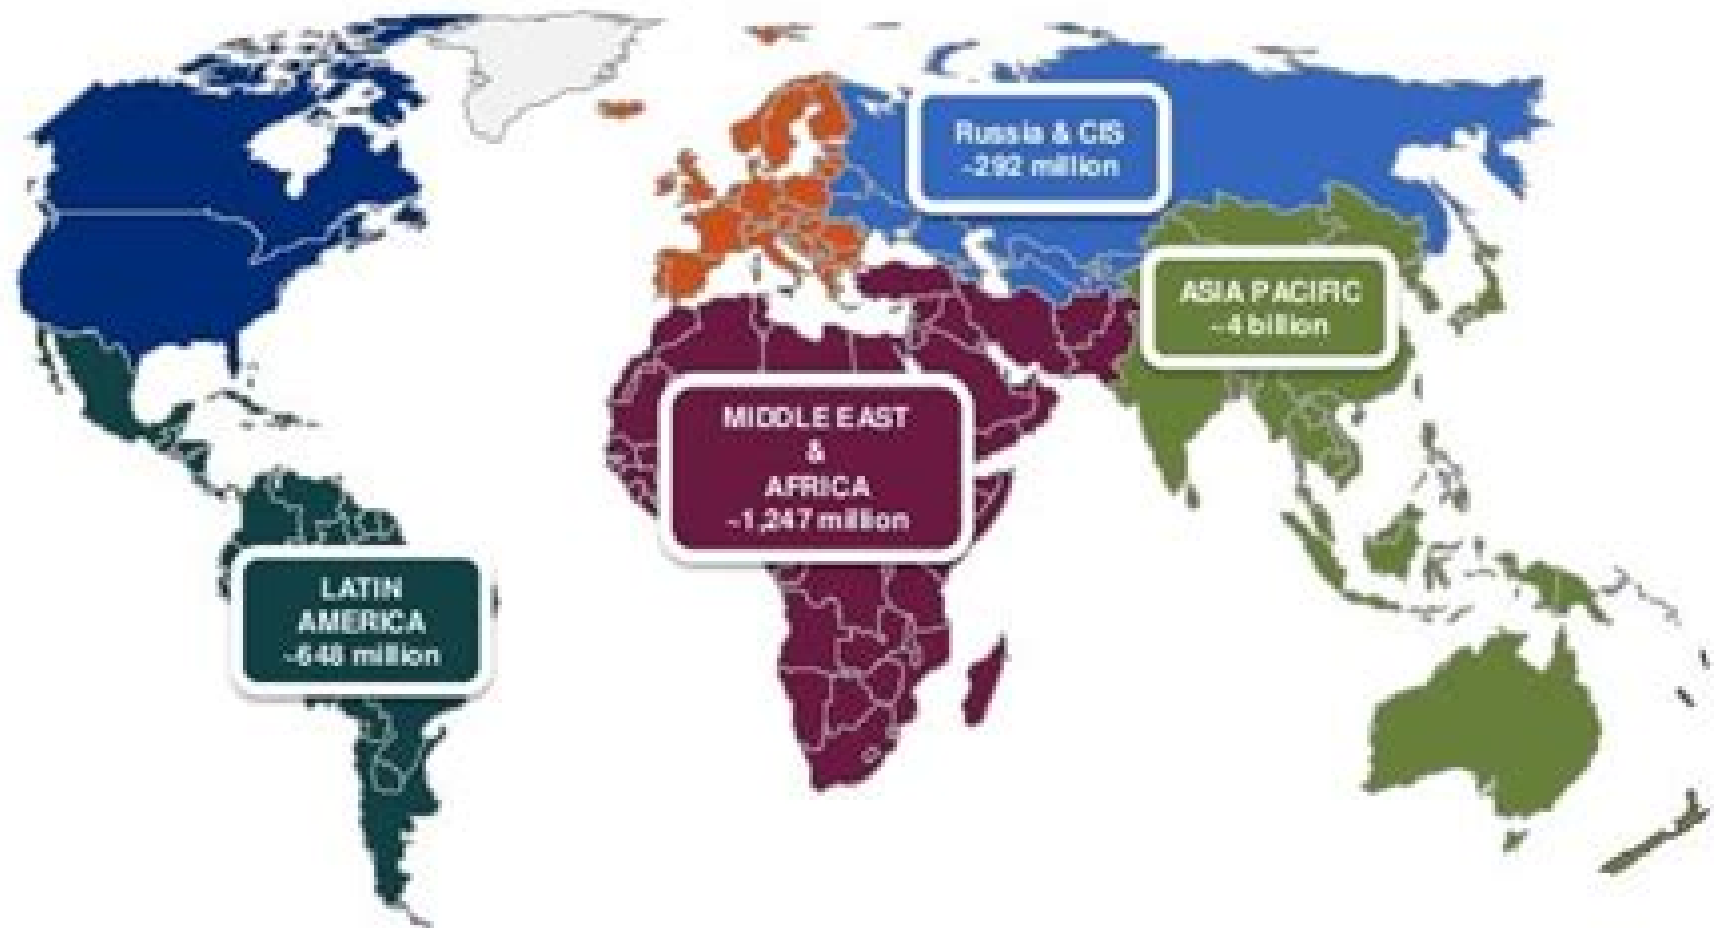 Russia & CIS
~292 million
ASIA PACIFIC
~4 billion
MIDDLE EAST
&
AFRICA
~1,247 million
LATIN
AMERICA
~648 million